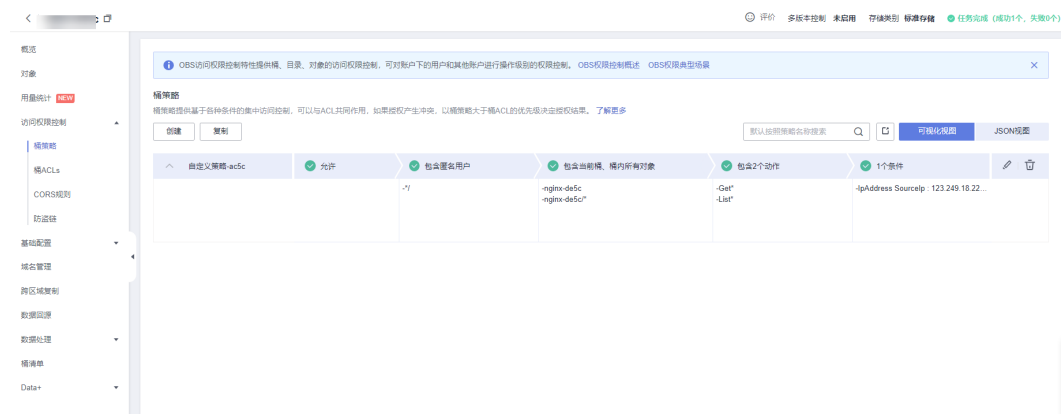 c
评价 多版本控制 未启用 存储类别 标准存储 任务完成（成功1个，失败0个）
概览
对象
用量统计 NEW
访问权限控制
桶策略
桶ACLs
CORS规则
防盗链
基础配置
域名管理
跨区域复制
数据回源
数据处理
桶清单
Data+
OBS访问权限控制特性提供桶、目录、对象的访问权限控制，可对账户下的用户和其他账户进行操作级别的权限控制。 OBS权限控制概述 OBS权限典型场景
桶策略
桶策略提供基于各种条件的集中访问控制，可以与ACL共同作用，如果授权产生冲突，以桶策略大于桶ACL的优先级决定授权结果。 了解更多
创建 复制 默认按照策略名称搜索 可视化视图 JSON视图
自定义策略-ac5c 允许 包含匿名用户 包含当前桶、桶内所有对象 包含2个动作 1个条件
-*/ -nginx-de5c -Get* -IpAddress SourceIp : 123.249.18.22...
-nginx-de5c/* -List*